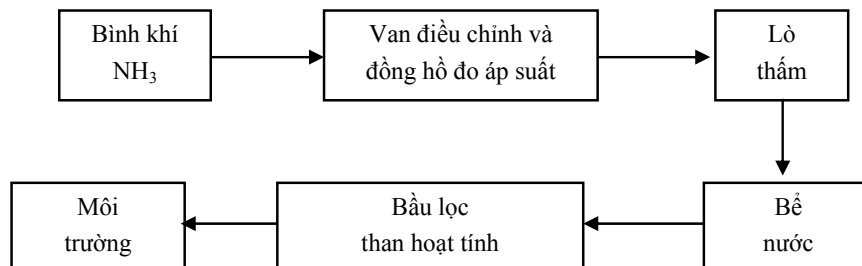 Bình khí
NH₃
Van điều chỉnh và
đồng hồ đo áp suất
Lò
thấm
Môi
trường
Bầu lọc
than hoạt tính
Bể
nước